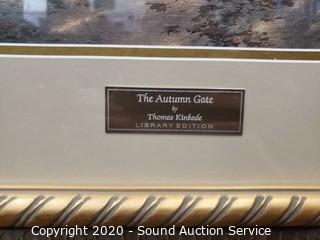 The Autumn Gate
by
Thomas Kinkade
LIBRARY EDITION
Copyright 2020 - Sound Auction Service